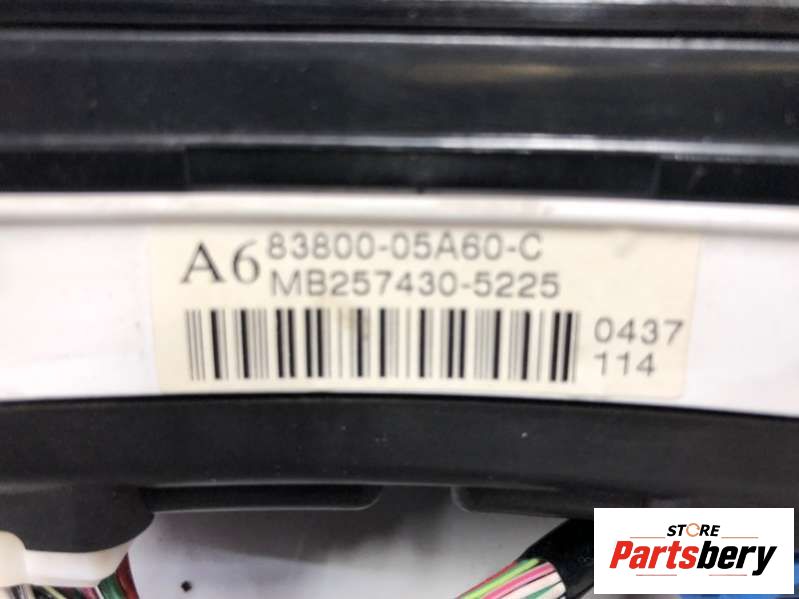 A6 83800-05A60-C
MB257430-5225
0437
114
STORE
Partsbery